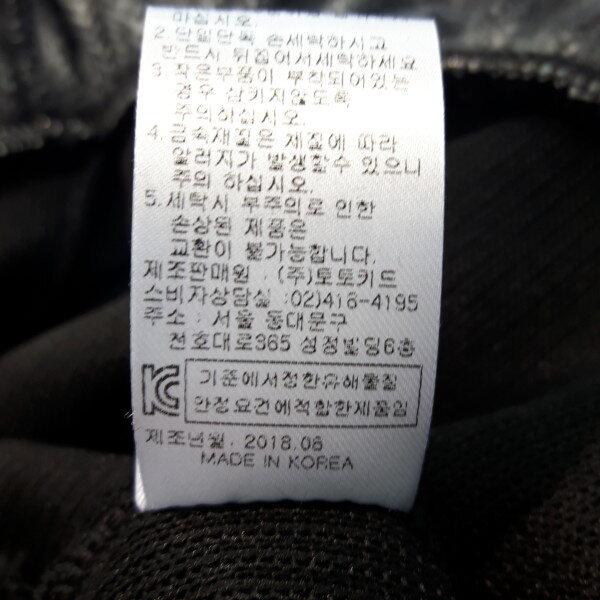 마십시오.
2. 단일단독 손세탁하시고
반드시 뒤집어서세탁하세요
3. 작은부품이 부착되어있는
경우 삼키지않도록
주의하십시오.
4. 금속재질은 체질에 따라
알러지가 발생할수 있으니
주의 하십시오.
5. 세탁시 부주의로 인한
손상된 제품은
교환이 불가능합니다.
제조판매원 : (주)토토키드
소비자상담실 :02)416-4195
주소 : 서울 동대문구
천호대로365 성정빌딩6층
기준에서정한유해물질
안정요건에적합한제품임
제조년월. 2018.06
MADE IN KOREA